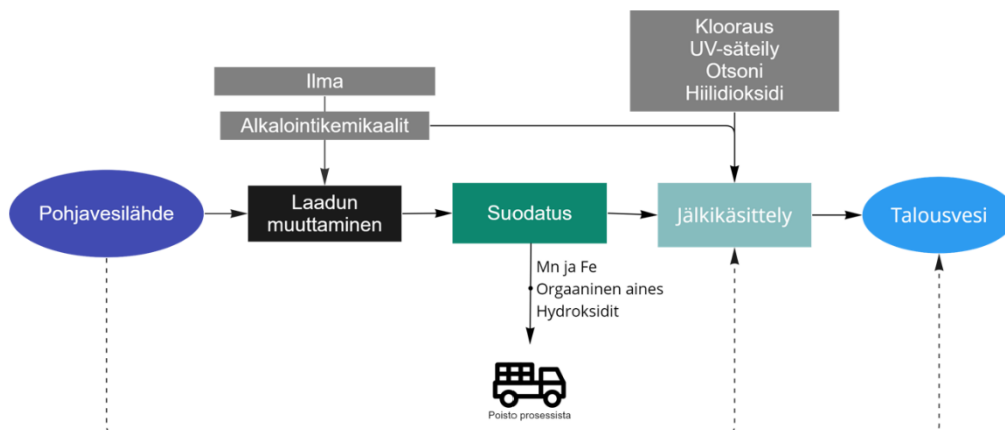 Klooraus
UV-säteily
Otsoni
Hiilidioksidi
Ilma
Alkalointikemikaalit
Pohjavesilähde
Laadun
muuttaminen
Suodatus
Jälkikäsittely
Talousvesi
Mn ja Fe
Orgaaninen aines
Hydroksidit
Poisto prosessista